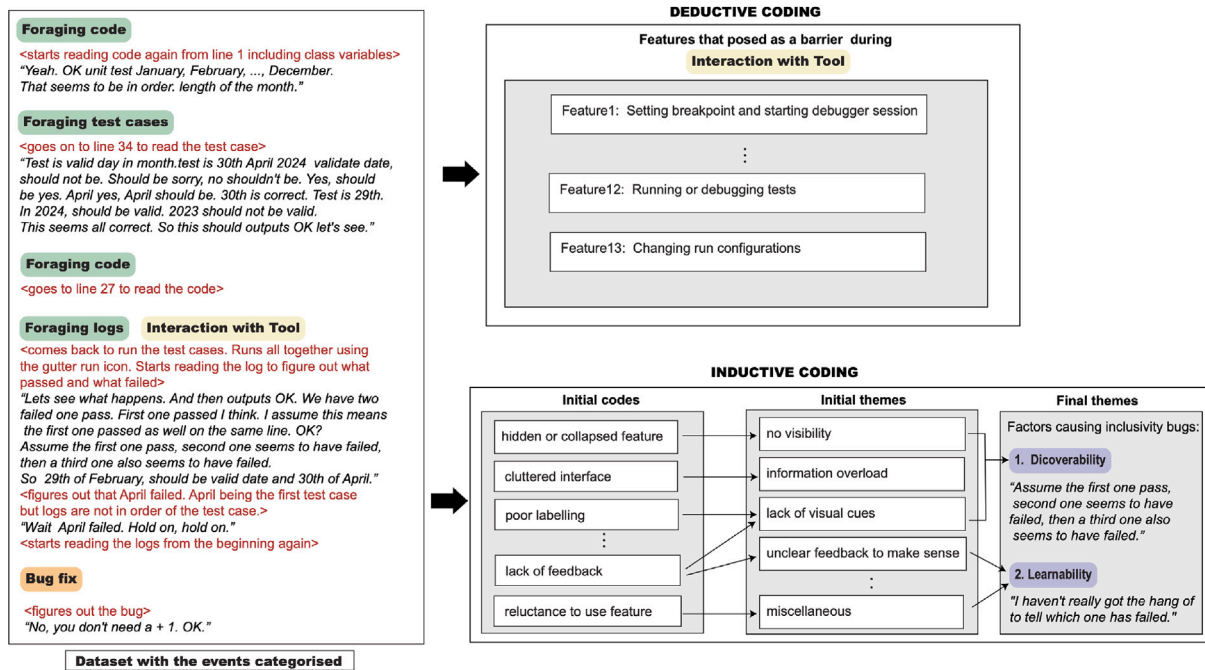 Foraging code
<starts reading code again from line 1 including class variables>
“Yeah. OK unit test January, February, ..., December.
That seems to be in order. length of the month.”
Foraging test cases
<goes on to line 34 to read the test case>
“Test is valid day in month.test is 30th April 2024 validate date,
should not be. Should be sorry, no shouldn't be. Yes, should
be yes. April yes, April should be. 30th is correct. Test is 29th.
In 2024, should be valid. 2023 should not be valid.
This seems all correct. So this should outputs OK let's see.”
Foraging code
<goes to line 27 to read the code>
Foraging logs Interaction with Tool
<comes back to run the test cases. Runs all together using
the gutter run icon. Starts reading the log to figure out what
passed and what failed>
“Lets see what happens. And then outputs OK. We have two
failed one pass. First one passed I think. I assume this means
the first one passed as well on the same line. OK?
Assume the first one pass, second one seems to have failed,
then a third one also seems to have failed.
So 29th of February, should be valid date and 30th of April.”
<figures out that April failed. April being the first test case
but logs are not in order of the test case.>
“Wait April failed. Hold on, hold on.”
<starts reading the logs from the beginning again>
Bug fix
<figures out the bug>
“No, you don't need a + 1. OK.”
Dataset with the events categorised
DEDUCTIVE CODING
Features that posed as a barrier during
Interaction with Tool
Feature1: Setting breakpoint and starting debugger session
⋮
Feature12: Running or debugging tests
Feature13: Changing run configurations
INDUCTIVE CODING
Initial codes
hidden or collapsed feature
cluttered interface
poor labelling
⋮
lack of feedback
reluctance to use feature
Initial themes
no visibility
information overload
lack of visual cues
unclear feedback to make sense
⋮
miscellaneous
Final themes
Factors causing inclusivity bugs:
1. Dicoverability
“Assume the first one pass,
second one seems to have
failed, then a third one also
seems to have failed.”
2. Learnability
"I haven't really got the hang of
to tell which one has failed."